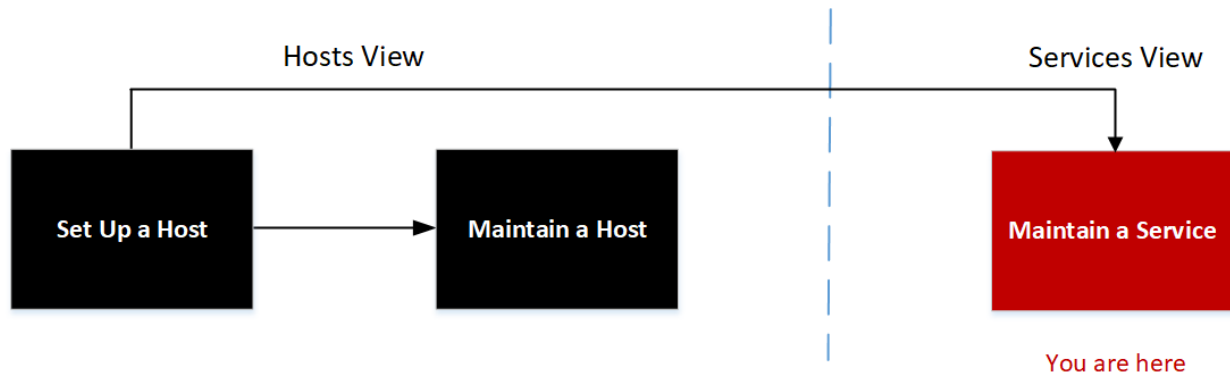 Hosts View
Services View
Set Up a Host
Maintain a Host
Maintain a Service
You are here